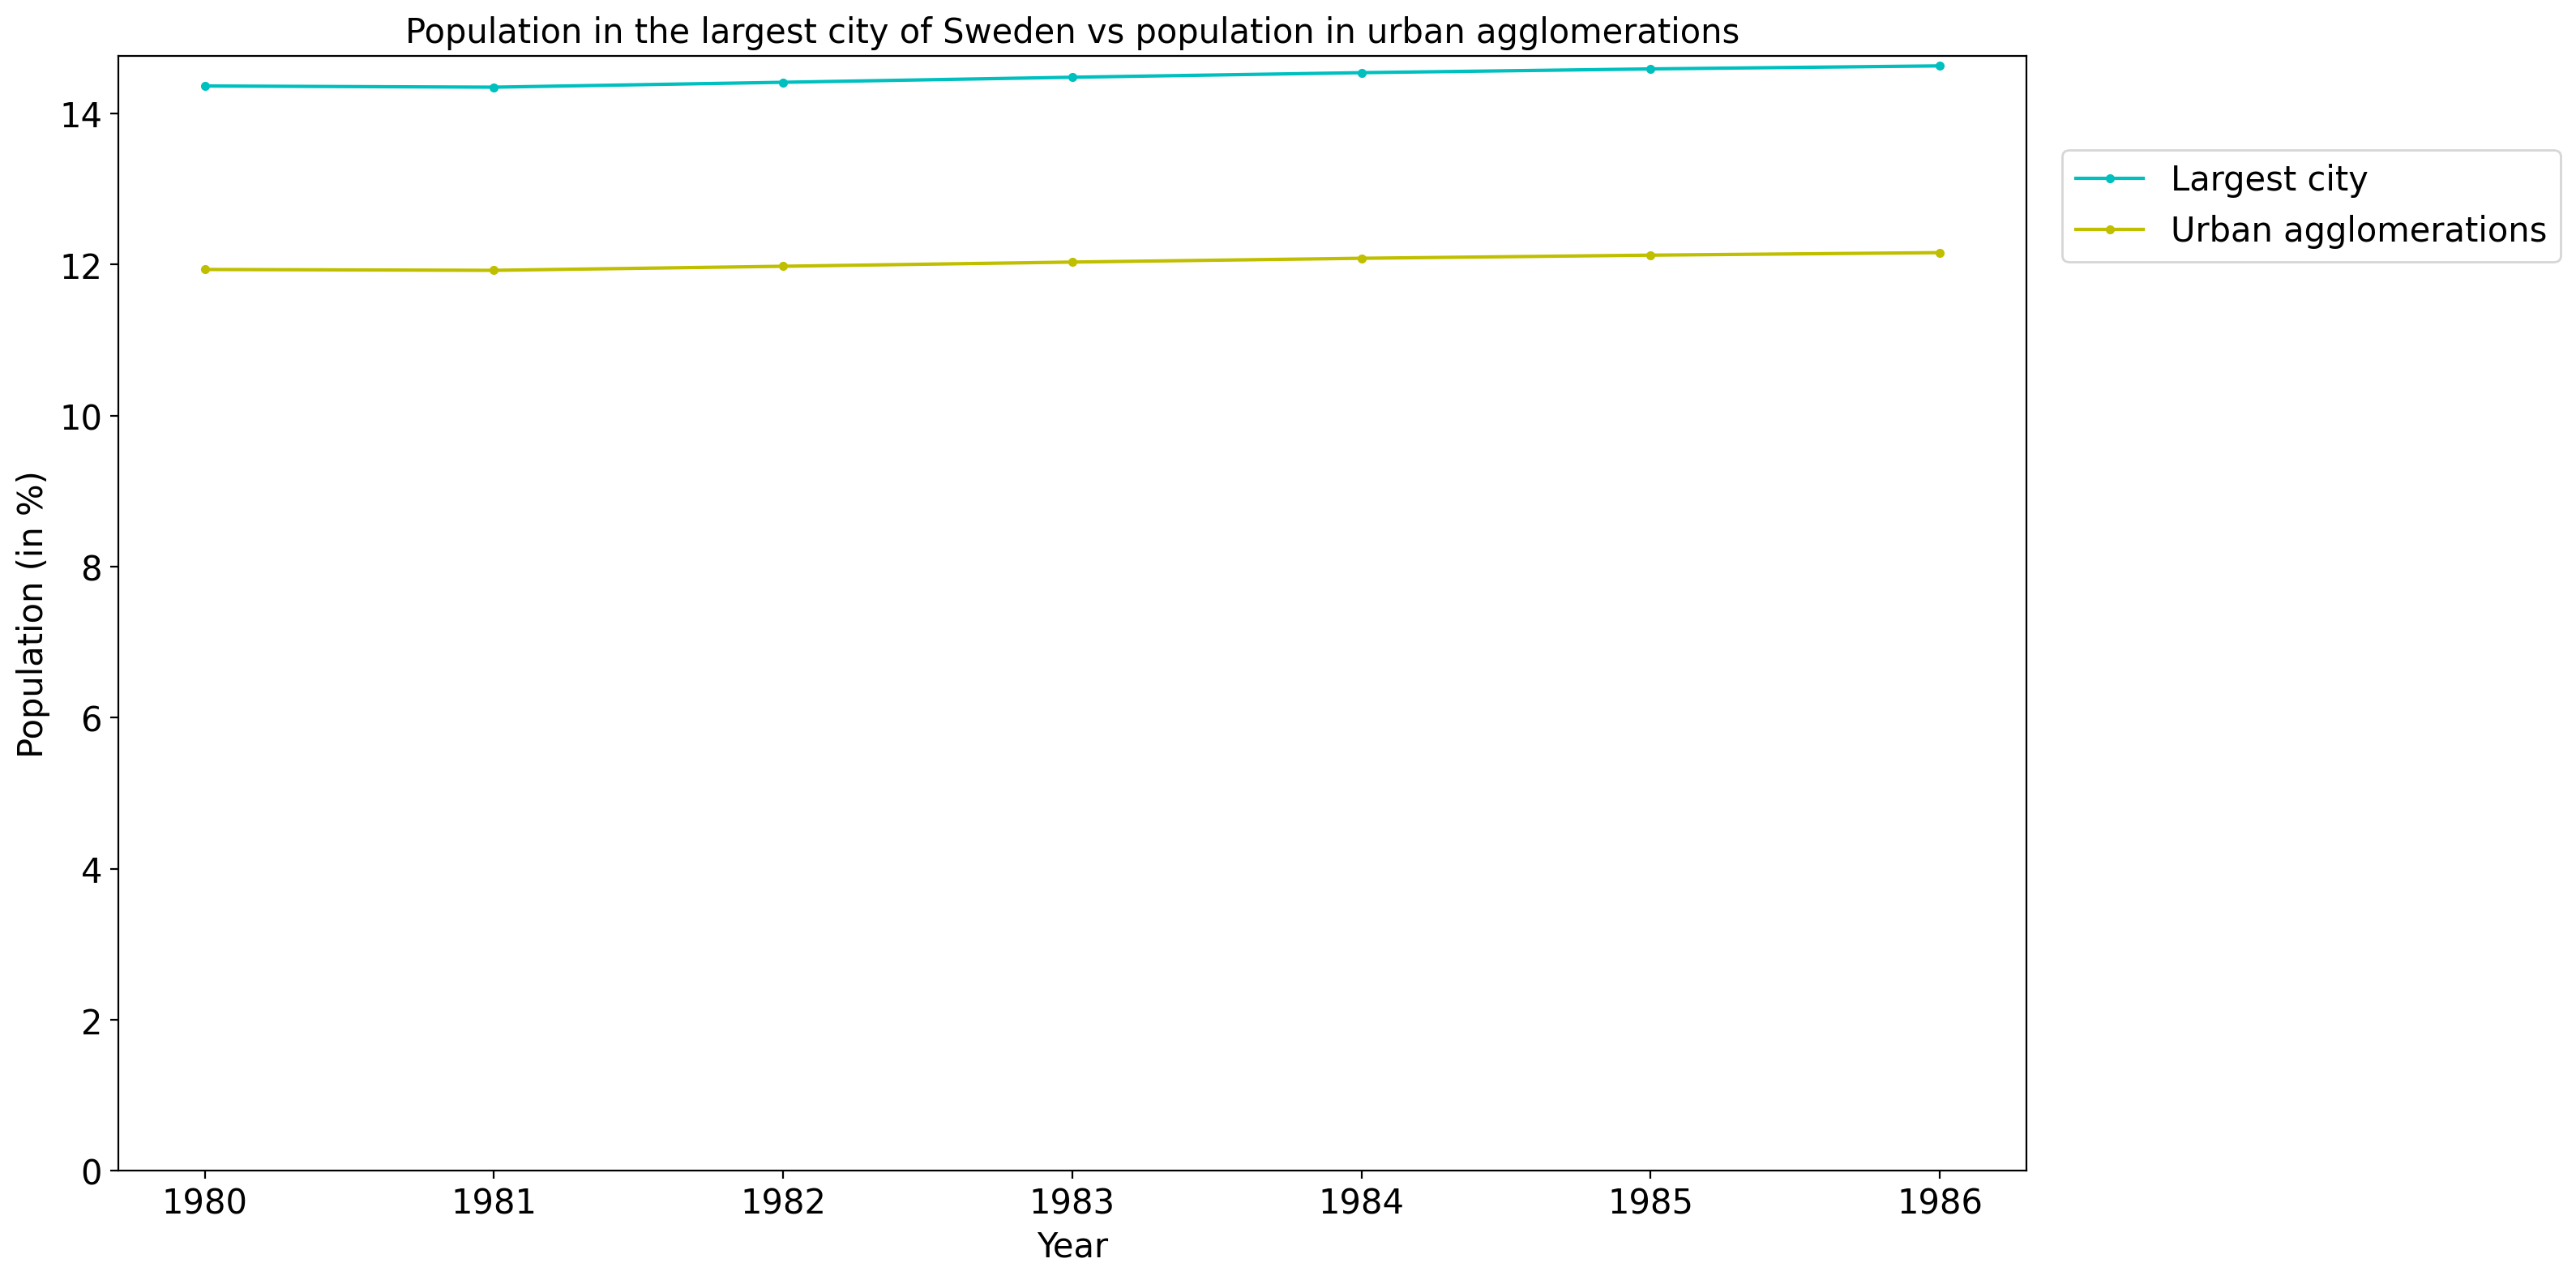 Population in the largest city of Sweden vs population in urban agglomerations
Population (in %)
14
12
10
8
6
4
2
0
1980 1981 1982 1983 1984 1985 1986
Year
Largest city
Urban agglomerations